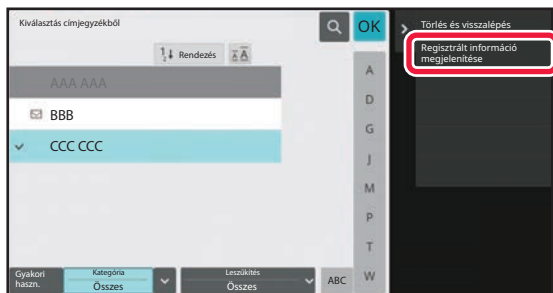 Kiválasztás címjegyzékből
OK
Törlés és visszalépés
Regisztrált információ
megjelenítése
Rendezés
AAA AAA
BBB
CCC CCC
A
D
G
J
M
P
T
W
Gyakori
haszn.
Kategória
Összes
Leszűkítés
Összes
ABC